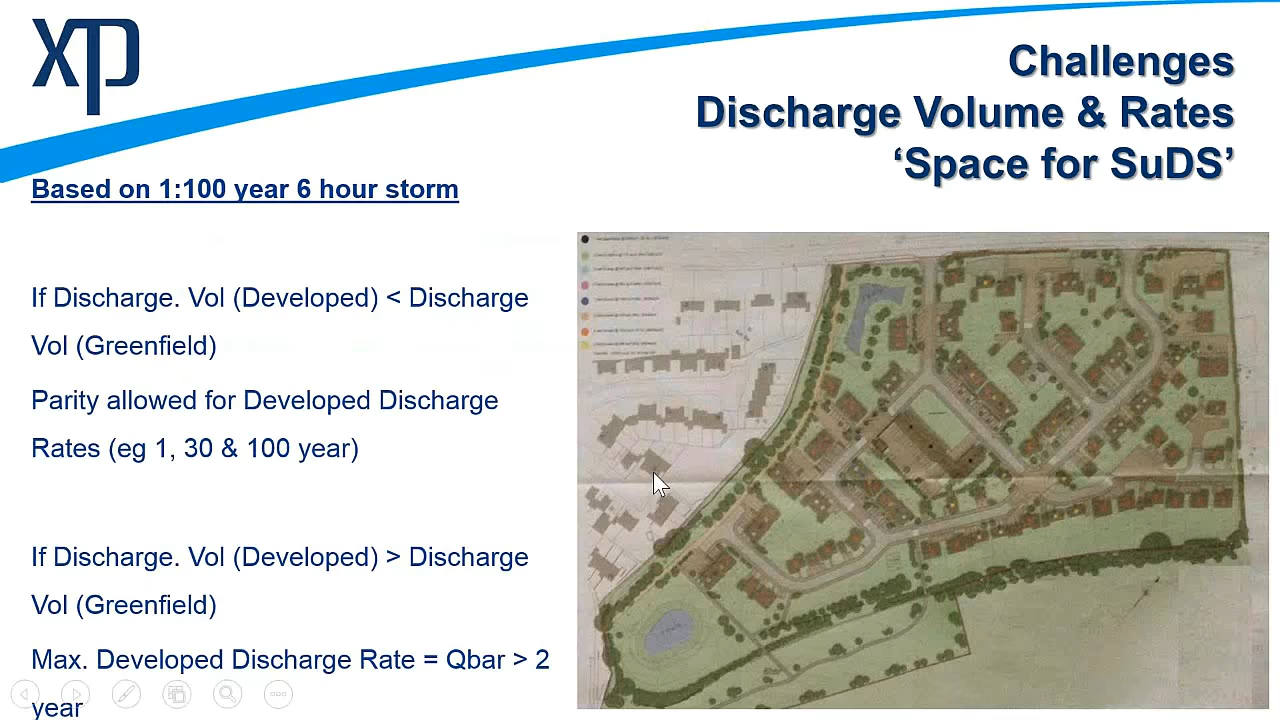 xp
Challenges
Discharge Volume & Rates
‘Space for SuDS’
Based on 1:100 year 6 hour storm
If Discharge. Vol (Developed) < Discharge
Vol (Greenfield)
Parity allowed for Developed Discharge
Rates (eg 1, 30 & 100 year)
If Discharge. Vol (Developed) > Discharge
Vol (Greenfield)
Max. Developed Discharge Rate = Qbar > 2
year